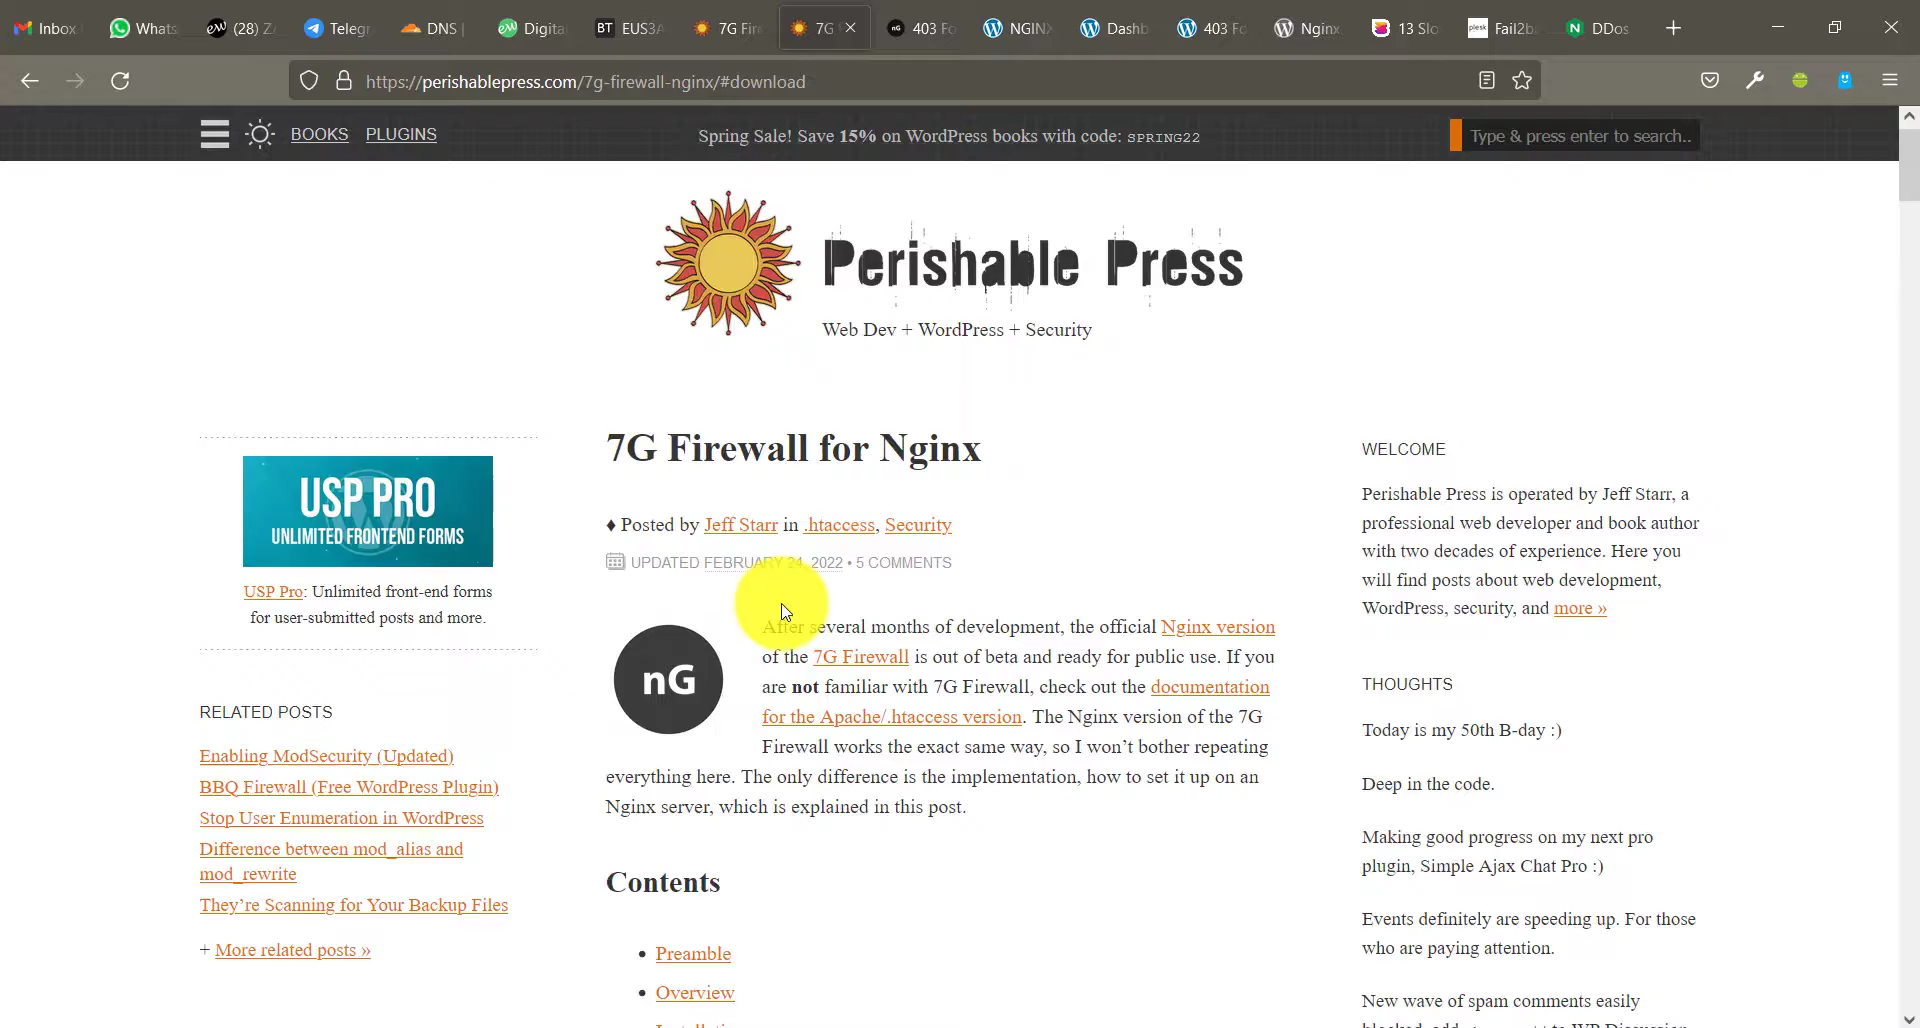 Inbox
Whats
(28) Z
Telegr
DNS |
Digita
BT EUS3A
7G Fire
7G
nG 403 Fo
NGINX
Dashb
403 Fo
Nginx
13 Slo
plesk Fail2ba
DDos
https://perishablepress.com/7g-firewall-nginx/#download
BOOKS PLUGINS
Spring Sale! Save 15% on WordPress books with code: SPRING22
Type & press enter to search..
Perishable Press
Web Dev + WordPress + Security
USP PRO
UNLIMITED FRONTEND FORMS
USP Pro: Unlimited front-end forms
for user-submitted posts and more.
RELATED POSTS
Enabling ModSecurity (Updated)
BBQ Firewall (Free WordPress Plugin)
Stop User Enumeration in WordPress
Difference between mod_alias and
mod_rewrite
They’re Scanning for Your Backup Files
+ More related posts »
7G Firewall for Nginx
♦ Posted by Jeff Starr in .htaccess, Security
UPDATED FEBRUARY 24, 2022 • 5 COMMENTS
nG
After several months of development, the official Nginx version
of the 7G Firewall is out of beta and ready for public use. If you
are not familiar with 7G Firewall, check out the documentation
for the Apache/.htaccess version. The Nginx version of the 7G
Firewall works the exact same way, so I won’t bother repeating
everything here. The only difference is the implementation, how to set it up on an
Nginx server, which is explained in this post.
Contents
• Preamble
• Overview
WELCOME
Perishable Press is operated by Jeff Starr, a
professional web developer and book author
with two decades of experience. Here you
will find posts about web development,
WordPress, security, and more »
THOUGHTS
Today is my 50th B-day :)
Deep in the code.
Making good progress on my next pro
plugin, Simple Ajax Chat Pro :)
Events definitely are speeding up. For those
who are paying attention.
New wave of spam comments easily